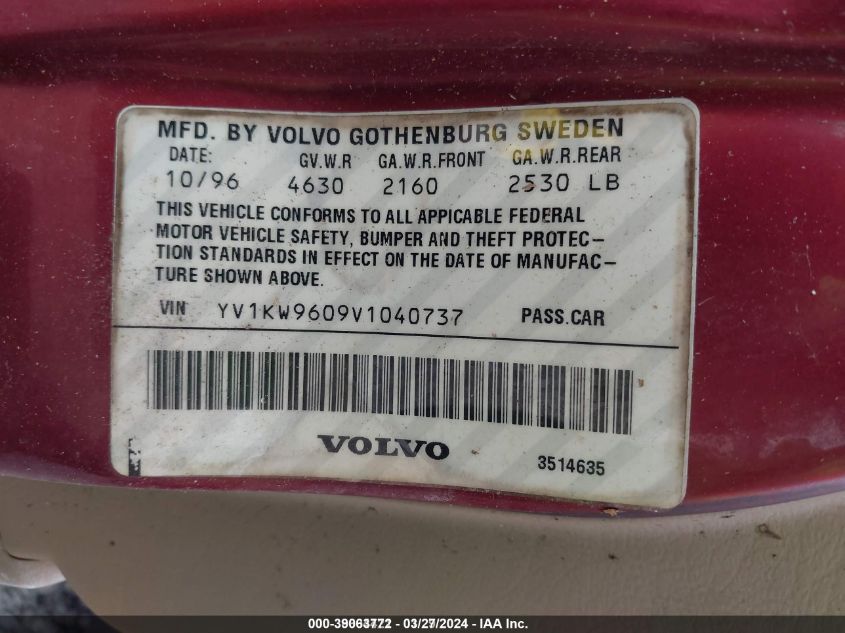 MFD. BY VOLVO GOTHENBURG SWEDEN
DATE: GV.W.R GA.W.R.FRONT GA.W.R.REAR
10/96 4630 2160 2530 LB
THIS VEHICLE CONFORMS TO ALL APPICABLE FEDERAL
MOTOR VEHICLE SAFETY, BUMPER AND THEFT PROTEC–
TION STANDARDS IN EFFECT ON THE DATE OF MANUFAC–
TURE SHOWN ABOVE.
VIN YV1KW9609V1040737 PASS.CAR
VOLVO
3514635
000-39063772 - 03/27/2024 - IAA Inc.